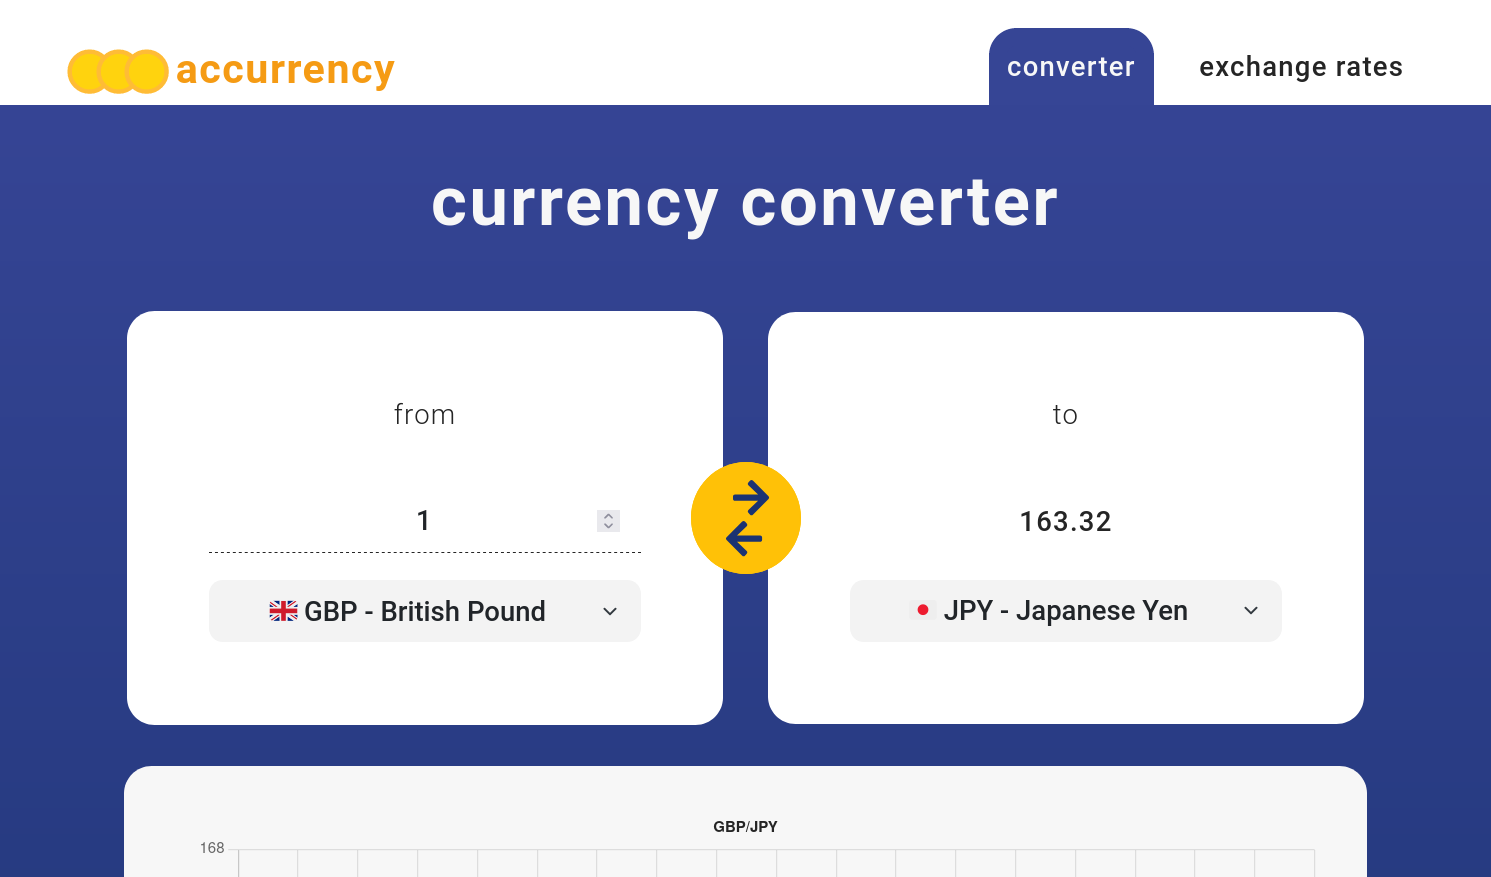 accurrency
converter
exchange rates
currency converter
from
1
🇬🇧 GBP - British Pound
to
163.32
🇯🇵 JPY - Japanese Yen
GBP/JPY
168